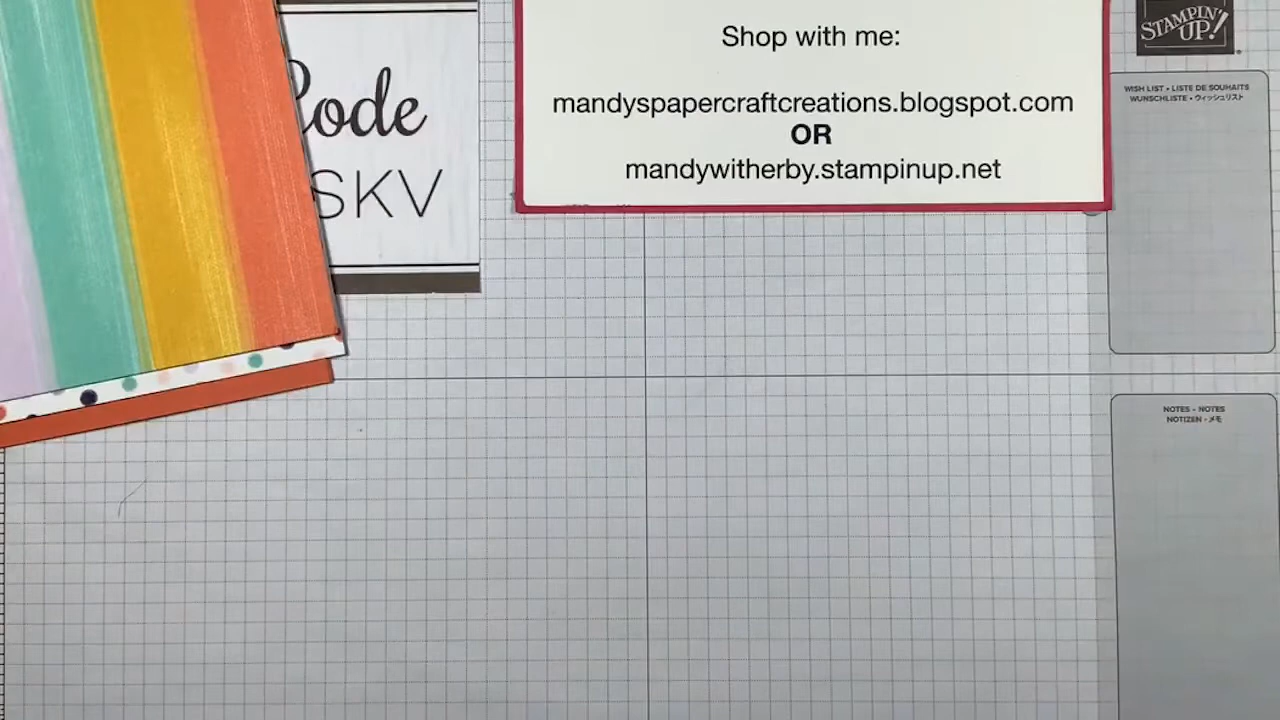 Shop with me:
mandyspapercraftcreations.blogspot.com
OR
mandywitherby.stampinup.net
ode
SKV
STAMPIN' UP!
WISH LIST • LISTE DE SOUHAITS
WUNSCHLISTE • ウィッシュリスト
NOTES - NOTES
NOTIZEN - メモ